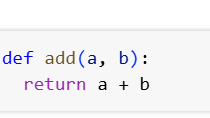 def add(a, b):
  return a + b